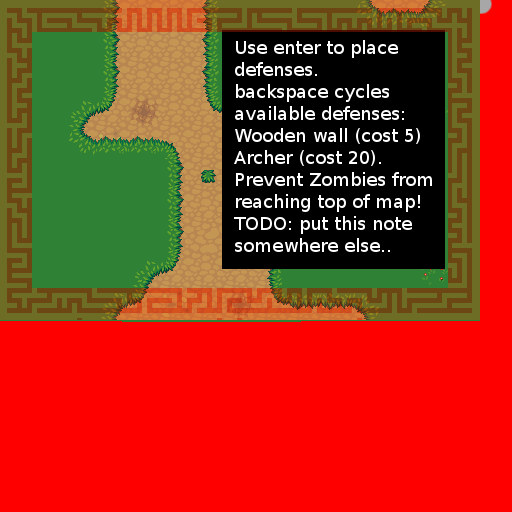 Use enter to place
defenses.
backspace cycles
available defenses:
Wooden wall (cost 5)
Archer (cost 20).
Prevent Zombies from
reaching top of map!
TODO: put this note
somewhere else..